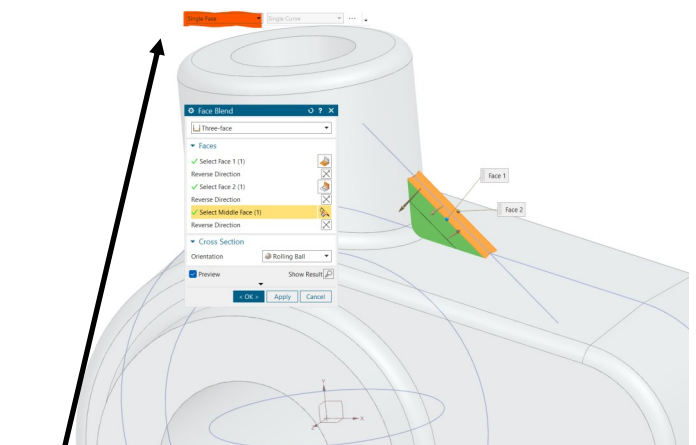 Single Face
Single Curve
Face Blend
Three-face
Faces
Select Face 1 (1)
Reverse Direction
Select Face 2 (1)
Reverse Direction
Select Middle Face (1)
Reverse Direction
Cross Section
Orientation Rolling Ball
Preview Show Result
< OK > Apply Cancel
Face 1
Face 2
Y
X
Z